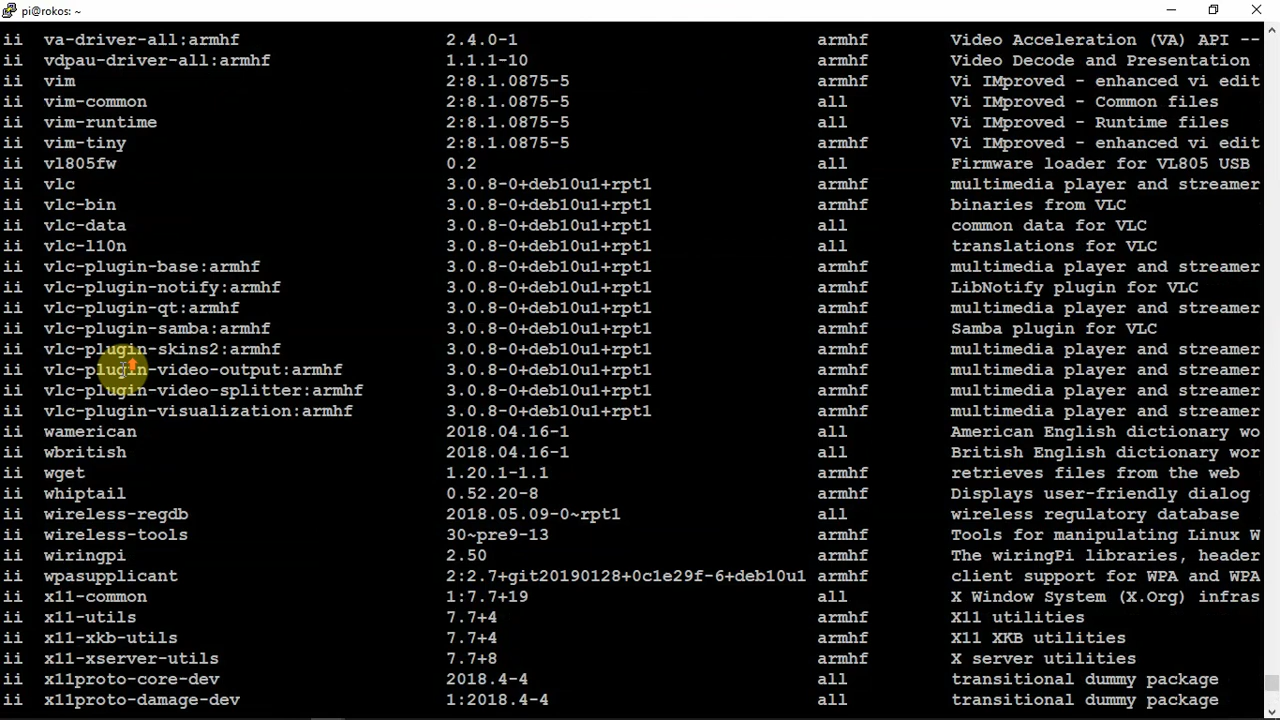 pi@rokos: ~
ii va-driver-all:armhf 2.4.0-1 armhf Video Acceleration (VA) API --
ii vdpau-driver-all:armhf 1.1.1-10 armhf Video Decode and Presentation
ii vim 2:8.1.0875-5 armhf Vi IMproved - enhanced vi edit
ii vim-common 2:8.1.0875-5 all Vi IMproved - Common files
ii vim-runtime 2:8.1.0875-5 all Vi IMproved - Runtime files
ii vim-tiny 2:8.1.0875-5 armhf Vi IMproved - enhanced vi edit
ii vl805fw 0.2 all Firmware loader for VL805 USB
ii vlc 3.0.8-0+deb10u1+rpt1 armhf multimedia player and streamer
ii vlc-bin 3.0.8-0+deb10u1+rpt1 armhf binaries from VLC
ii vlc-data 3.0.8-0+deb10u1+rpt1 all common data for VLC
ii vlc-l10n 3.0.8-0+deb10u1+rpt1 all translations for VLC
ii vlc-plugin-base:armhf 3.0.8-0+deb10u1+rpt1 armhf multimedia player and streamer
ii vlc-plugin-notify:armhf 3.0.8-0+deb10u1+rpt1 armhf LibNotify plugin for VLC
ii vlc-plugin-qt:armhf 3.0.8-0+deb10u1+rpt1 armhf multimedia player and streamer
ii vlc-plugin-samba:armhf 3.0.8-0+deb10u1+rpt1 armhf Samba plugin for VLC
ii vlc-plugin-skins2:armhf 3.0.8-0+deb10u1+rpt1 armhf multimedia player and streamer
ii vlc-plugin-video-output:armhf 3.0.8-0+deb10u1+rpt1 armhf multimedia player and streamer
ii vlc-plugin-video-splitter:armhf 3.0.8-0+deb10u1+rpt1 armhf multimedia player and streamer
ii vlc-plugin-visualization:armhf 3.0.8-0+deb10u1+rpt1 armhf multimedia player and streamer
ii wamerican 2018.04.16-1 all American English dictionary wo
ii wbritish 2018.04.16-1 all British English dictionary wor
ii wget 1.20.1-1.1 armhf retrieves files from the web
ii whiptail 0.52.20-8 armhf Displays user-friendly dialog
ii wireless-regdb 2018.05.09-0~rpt1 all wireless regulatory database
ii wireless-tools 30~pre9-13 armhf Tools for manipulating Linux W
ii wiringpi 2.50 armhf The wiringPi libraries, header
ii wpasupplicant 2:2.7+git20190128+0c1e29f-6+deb10u1 armhf client support for WPA and WPA
ii x11-common 1:7.7+19 all X Window System (X.Org) infras
ii x11-utils 7.7+4 armhf X11 utilities
ii x11-xkb-utils 7.7+4 armhf X11 XKB utilities
ii x11-xserver-utils 7.7+8 armhf X server utilities
ii x11proto-core-dev 2018.4-4 all transitional dummy package
ii x11proto-damage-dev 1:2018.4-4 all transitional dummy package